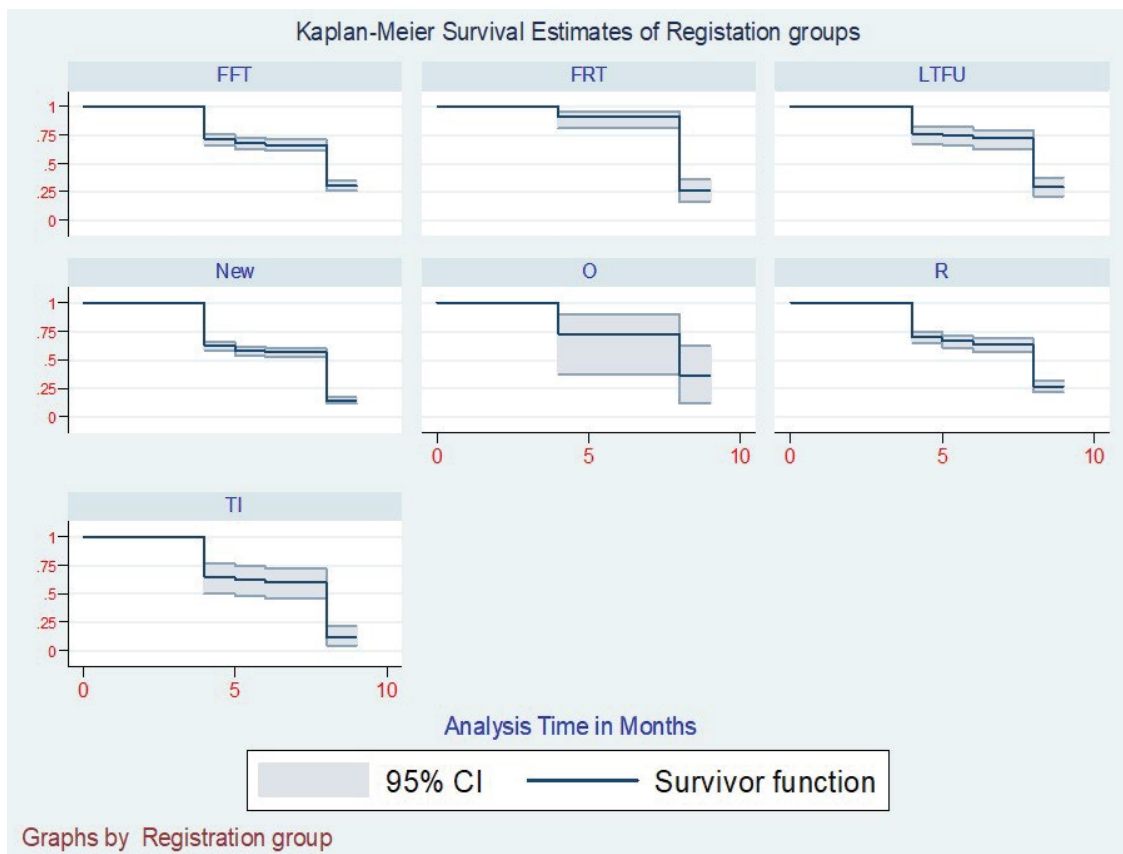 Kaplan-Meier Survival Estimates of Registation groups
FFT FRT LTFU
1
.75
.5
.25
0
New O R
1
.75
.5
.25
0
0 5 10 0 5 10
TI
1
.75
.5
.25
0
0 5 10
Analysis Time in Months
95% CI Survivor function
Graphs by Registration group